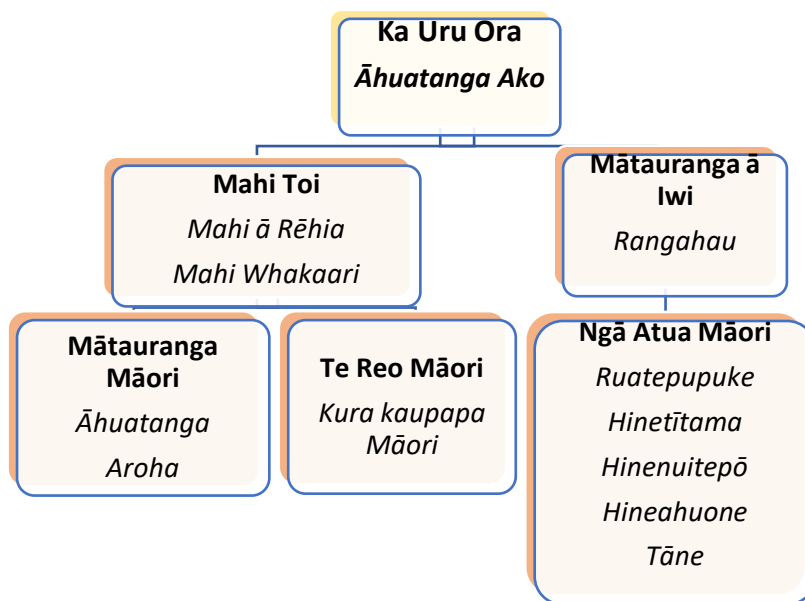 Ka Uru Ora
Āhuatanga Ako
Mahi Toi
Mahi ā Rēhia
Mahi Whakaari
Mātauranga ā
Iwi
Rangahau
Mātauranga
Māori
Āhuatanga
Aroha
Te Reo Māori
Kura kaupapa
Māori
Ngā Atua Māori
Ruatepupuke
Hinetītama
Hinenuitepō
Hineahuone
Tāne